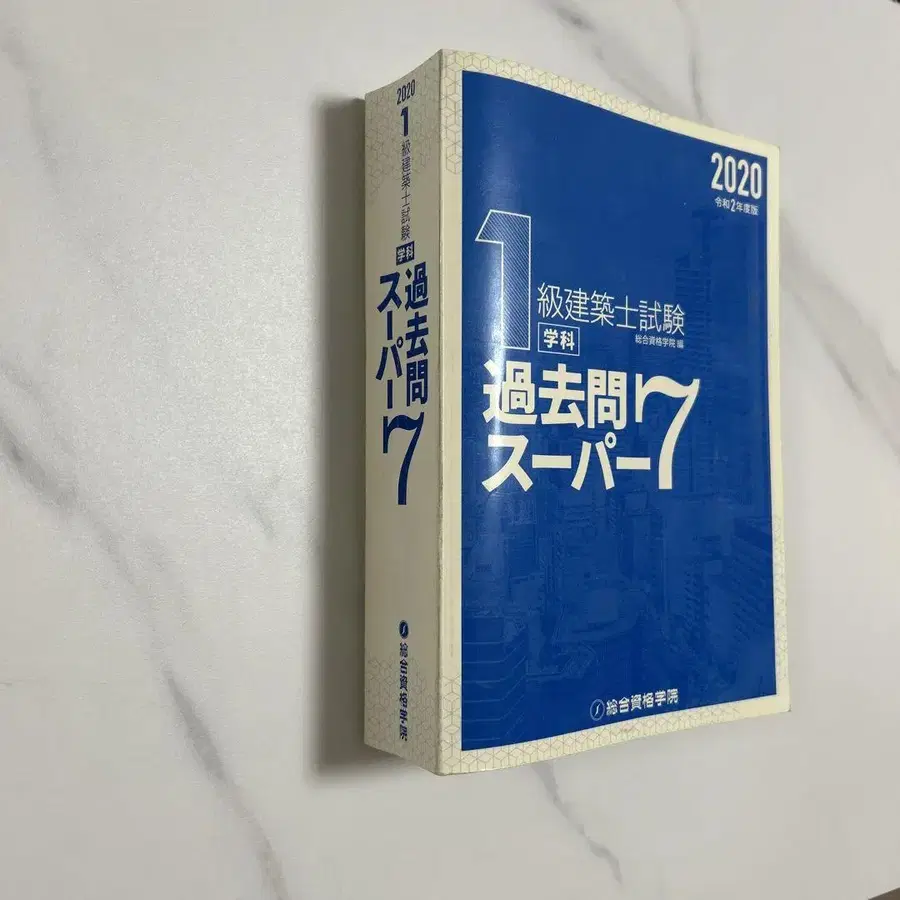 2020
1級建築士試験
学科
過去問
スーパー7
総合資格学院
2020
令和2年度版
1級建築士試験
学科
総合資格学院 編
過去問
スーパー7
総合資格学院